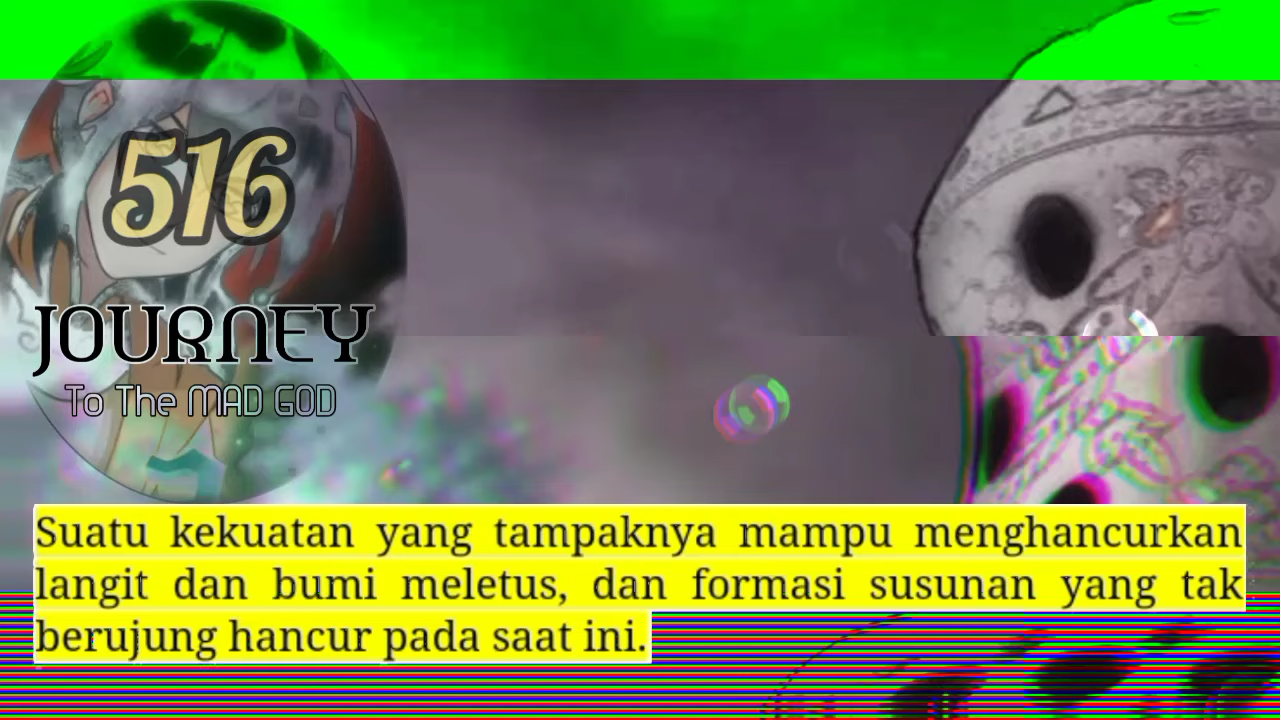 516
JOURNEY
To The MAD GOD
Suatu kekuatan yang tampaknya mampu menghancurkan
langit dan bumi meletus, dan formasi susunan yang tak
berujung hancur pada saat ini.